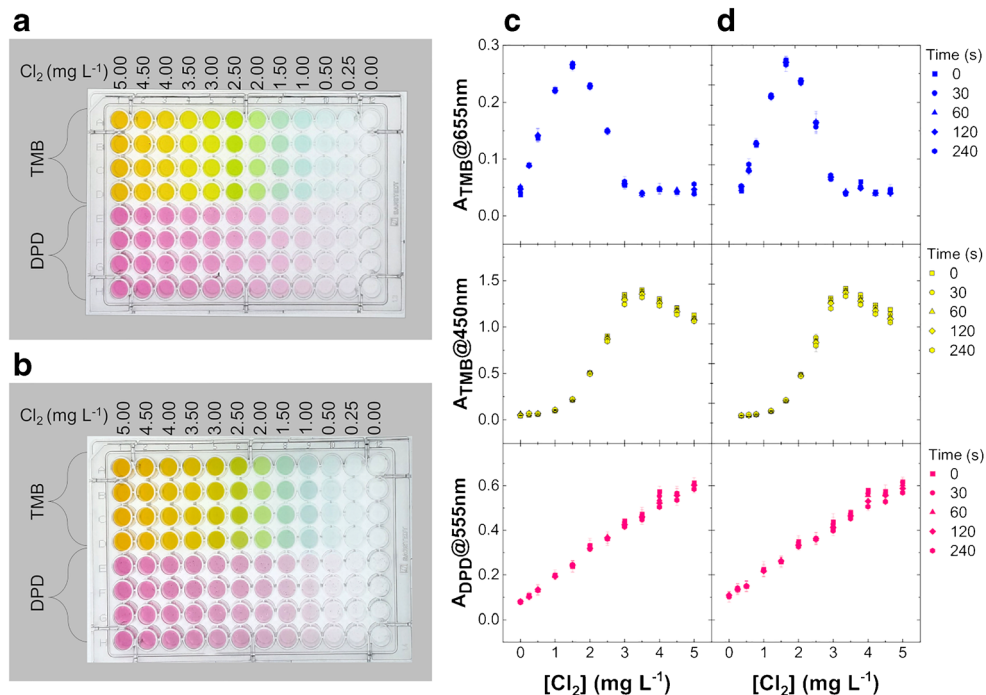 a
Cl2 (mg L-1)
5.00 4.50 4.00 3.50 3.00 2.50 2.00 1.50 1.00 0.50 0.25 0.00
TMB
DPD
b
Cl2 (mg L-1)
5.00 4.50 4.00 3.50 3.00 2.50 2.00 1.50 1.00 0.50 0.25 0.00
TMB
DPD
c
d
0.3
0.2
0.1
0.0
ATMB@655nm
Time (s)
0
30
60
120
240
1.5
1.0
0.5
0.0
ATMB@450nm
Time (s)
0
30
60
120
240
0.6
0.4
0.2
0.0
ADPD@555nm
Time (s)
0
30
60
120
240
0 1 2 3 4 5
0 1 2 3 4 5
[Cl2] (mg L-1)
[Cl2] (mg L-1)